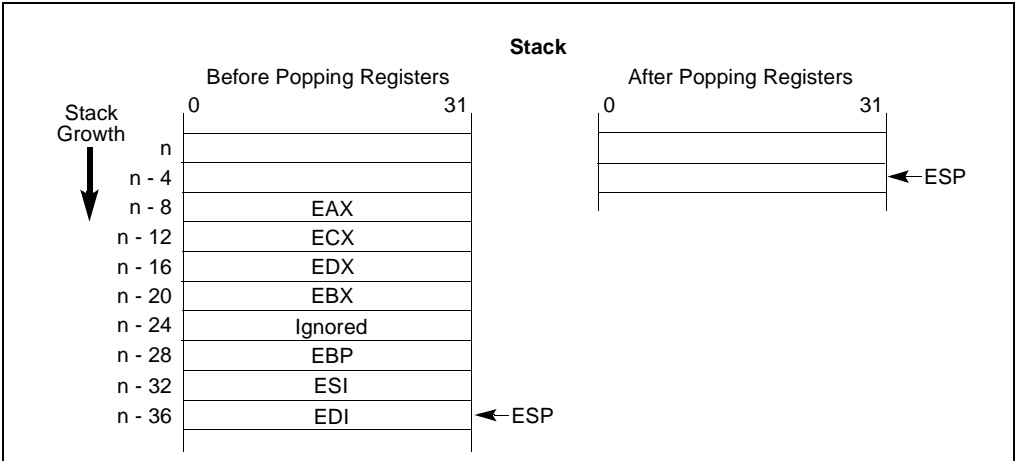 Stack
Before Popping Registers
After Popping Registers
0 31
0 31
Stack
Growth
n
n - 4
ESP
n - 8 EAX
n - 12 ECX
n - 16 EDX
n - 20 EBX
n - 24 Ignored
n - 28 EBP
n - 32 ESI
n - 36 EDI
ESP